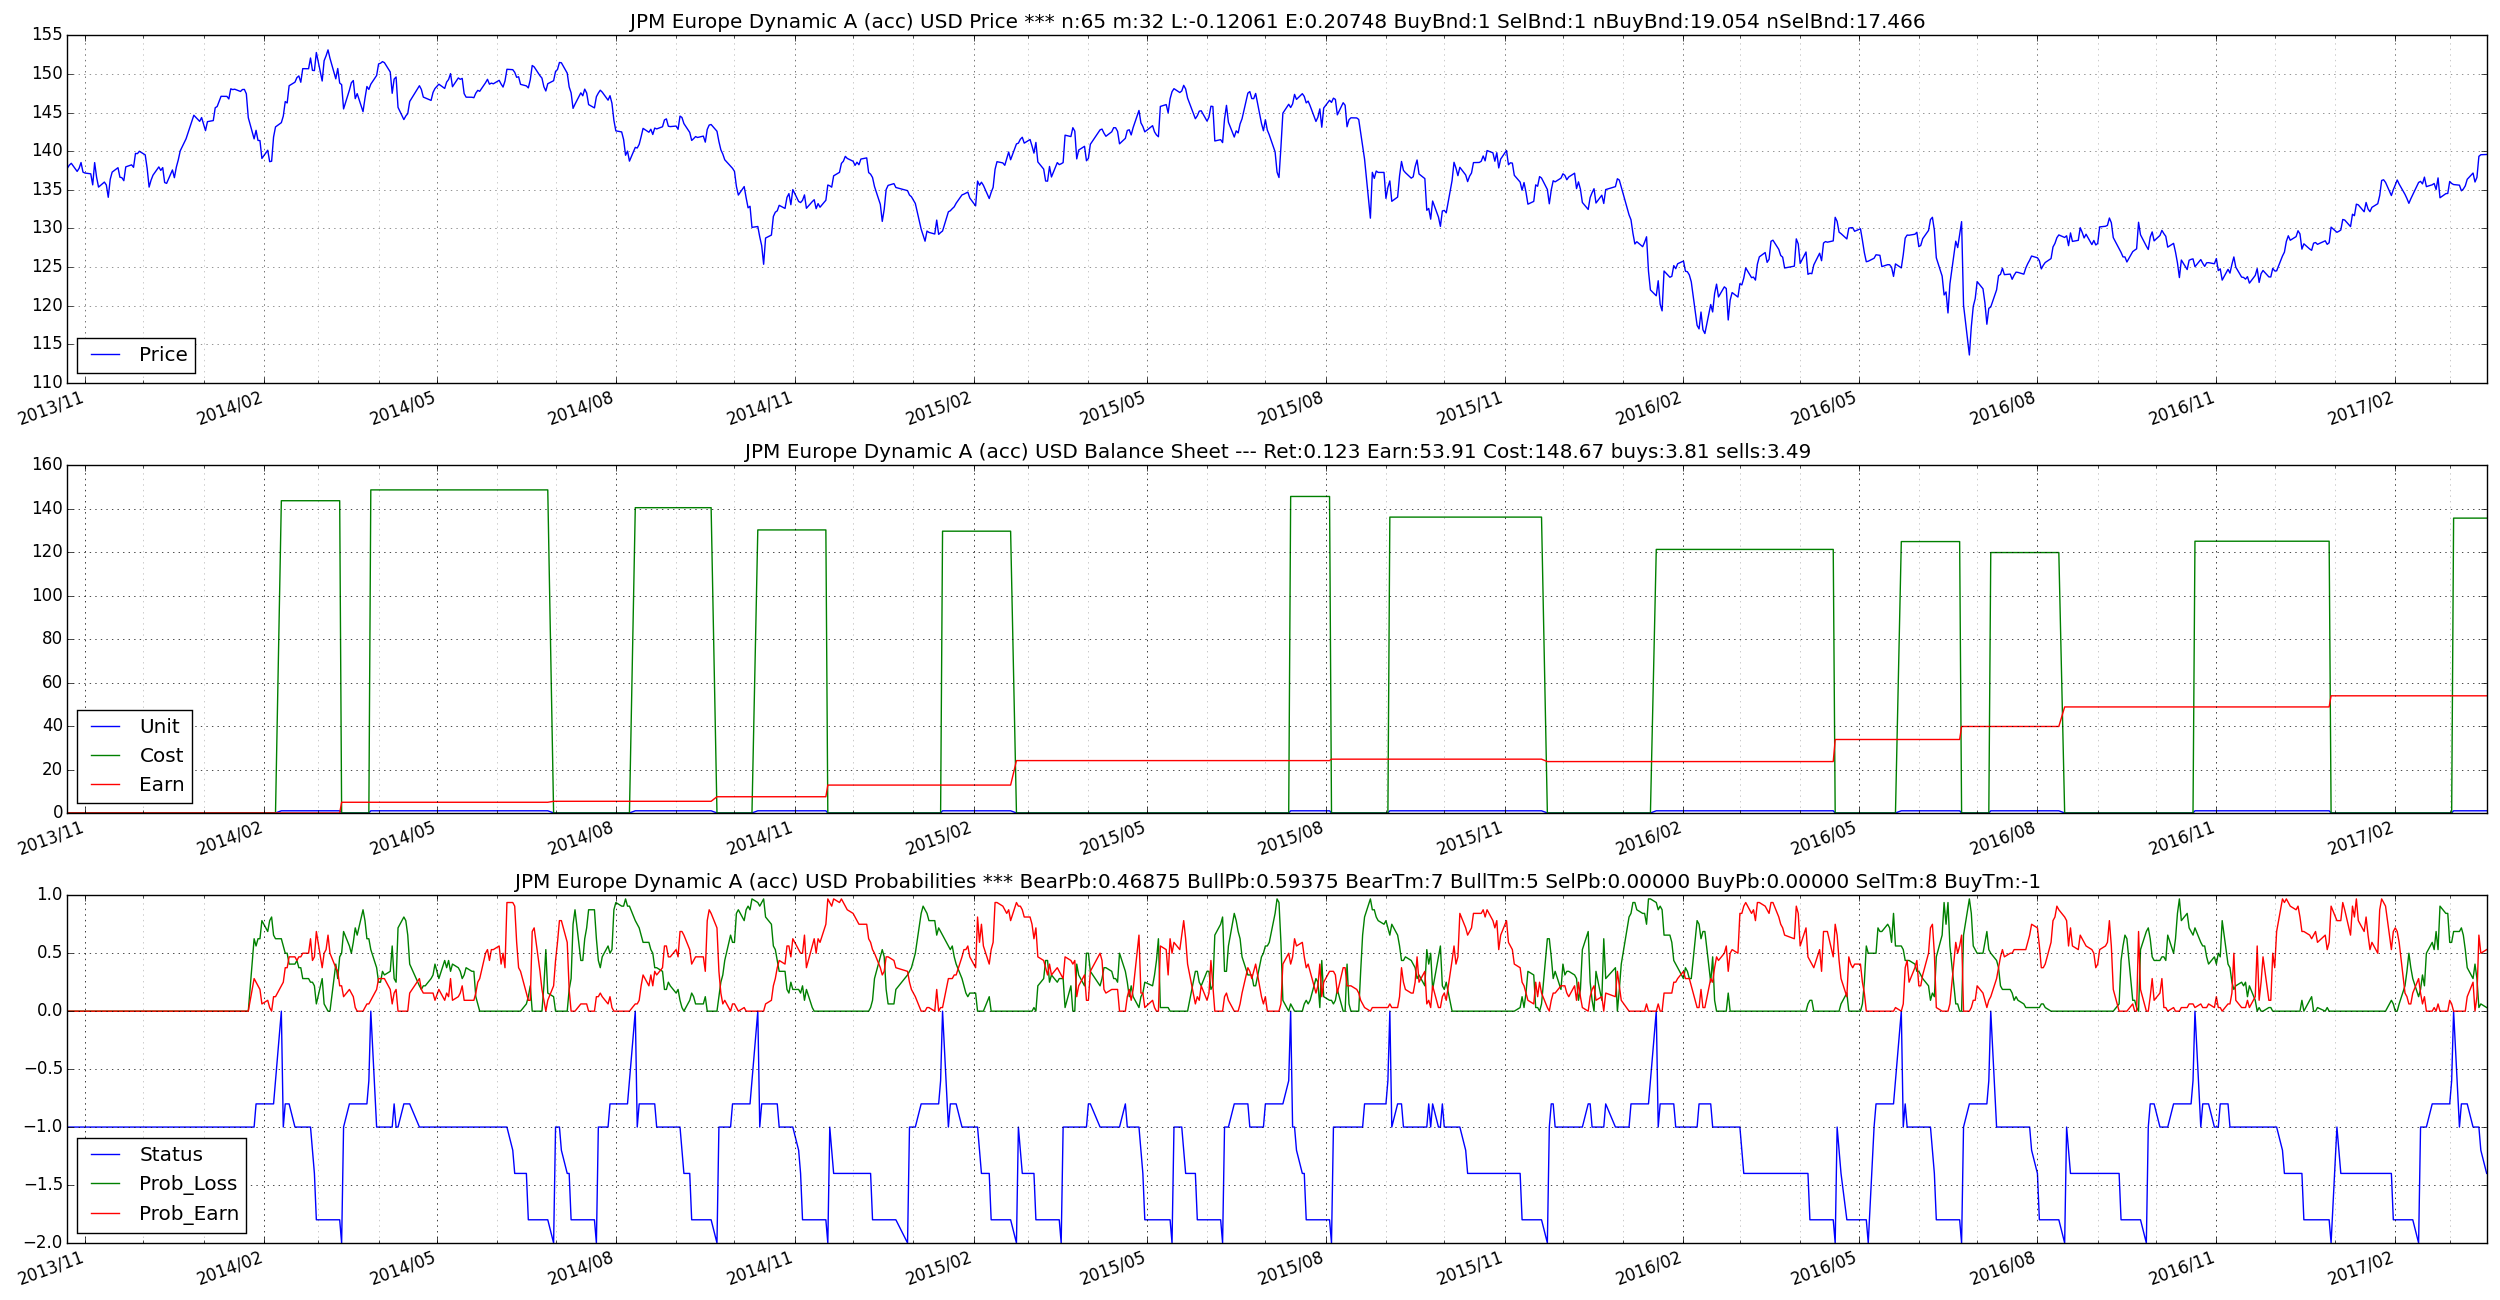 JPM Europe Dynamic A (acc) USD Price *** n:65 m:32 L:-0.12061 E:0.20748 BuyBnd:1 SelBnd:1 nBuyBnd:19.054 nSelBnd:17.466
155
150
145
140
135
130
125
120
115
110
Price
2013/11 2014/02 2014/05 2014/08 2014/11 2015/02 2015/05 2015/08 2015/11 2016/02 2016/05 2016/08 2016/11 2017/02
JPM Europe Dynamic A (acc) USD Balance Sheet --- Ret:0.123 Earn:53.91 Cost:148.67 buys:3.81 sells:3.49
160
140
120
100
80
60
40
20
0
Unit
Cost
Earn
2013/11 2014/02 2014/05 2014/08 2014/11 2015/02 2015/05 2015/08 2015/11 2016/02 2016/05 2016/08 2016/11 2017/02
JPM Europe Dynamic A (acc) USD Probabilities *** BearPb:0.46875 BullPb:0.59375 BearTm:7 BullTm:5 SelPb:0.00000 BuyPb:0.00000 SelTm:8 BuyTm:-1
1.0
0.5
0.0
−0.5
−1.0
−1.5
−2.0
Status
Prob_Loss
Prob_Earn
2013/11 2014/02 2014/05 2014/08 2014/11 2015/02 2015/05 2015/08 2015/11 2016/02 2016/05 2016/08 2016/11 2017/02